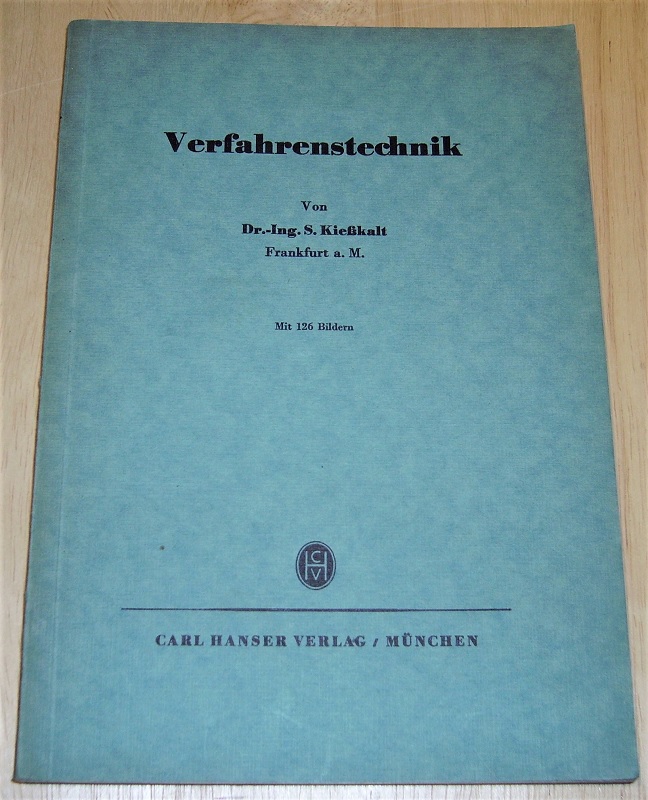 Verfahrenstechnik
Von
Dr.-Ing. S. Kießkalt
Frankfurt a. M.
Mit 126 Bildern
CHV
CARL HANSER VERLAG / MÜNCHEN